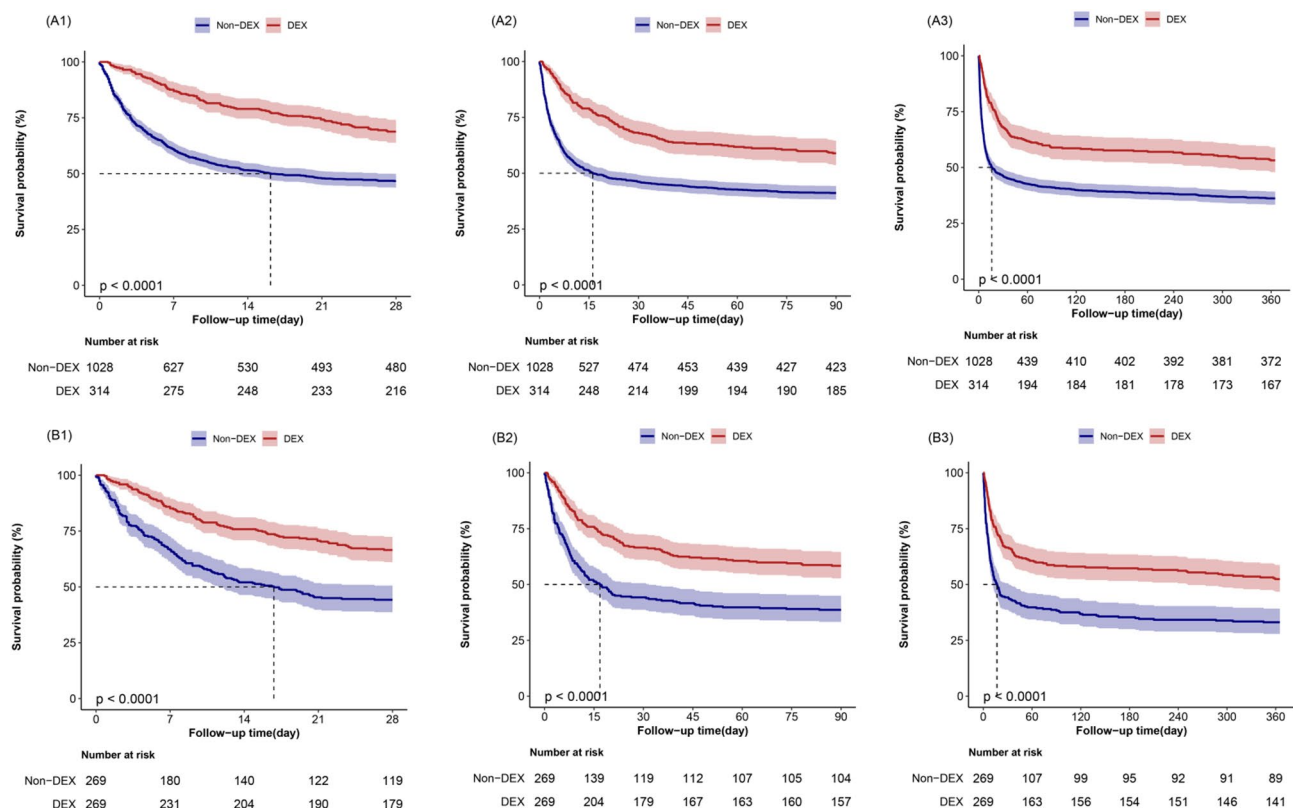 (A1) Non-DEX DEX
Survival probability (%)
100
75
50
25
0
p < 0.0001
0 7 14 21 28
Follow-up time(day)
Number at risk
Non-DEX 1028 627 530 493 480
DEX 314 275 248 233 216
(A2) Non-DEX DEX
Survival probability (%)
100
75
50
25
0
p < 0.0001
0 15 30 45 60 75 90
Follow-up time(day)
Number at risk
Non-DEX 1028 527 474 453 439 427 423
DEX 314 248 214 199 194 190 185
(A3) Non-DEX DEX
Survival probability (%)
100
75
50
25
0
p < 0.0001
0 60 120 180 240 300 360
Follow-up time(day)
Number at risk
Non-DEX 1028 439 410 402 392 381 372
DEX 314 194 184 181 178 173 167
(B1) Non-DEX DEX
Survival probability (%)
100
75
50
25
0
p < 0.0001
0 7 14 21 28
Follow-up time(day)
Number at risk
Non-DEX 269 180 140 122 119
DEX 269 231 204 190 179
(B2) Non-DEX DEX
Survival probability (%)
100
75
50
25
0
p < 0.0001
0 15 30 45 60 75 90
Follow-up time(day)
Number at risk
Non-DEX 269 139 119 112 107 105 104
DEX 269 204 179 167 163 160 157
(B3) Non-DEX DEX
Survival probability (%)
100
75
50
25
0
p < 0.0001
0 60 120 180 240 300 360
Follow-up time(day)
Number at risk
Non-DEX 269 107 99 95 92 91 89
DEX 269 163 156 154 151 146 141